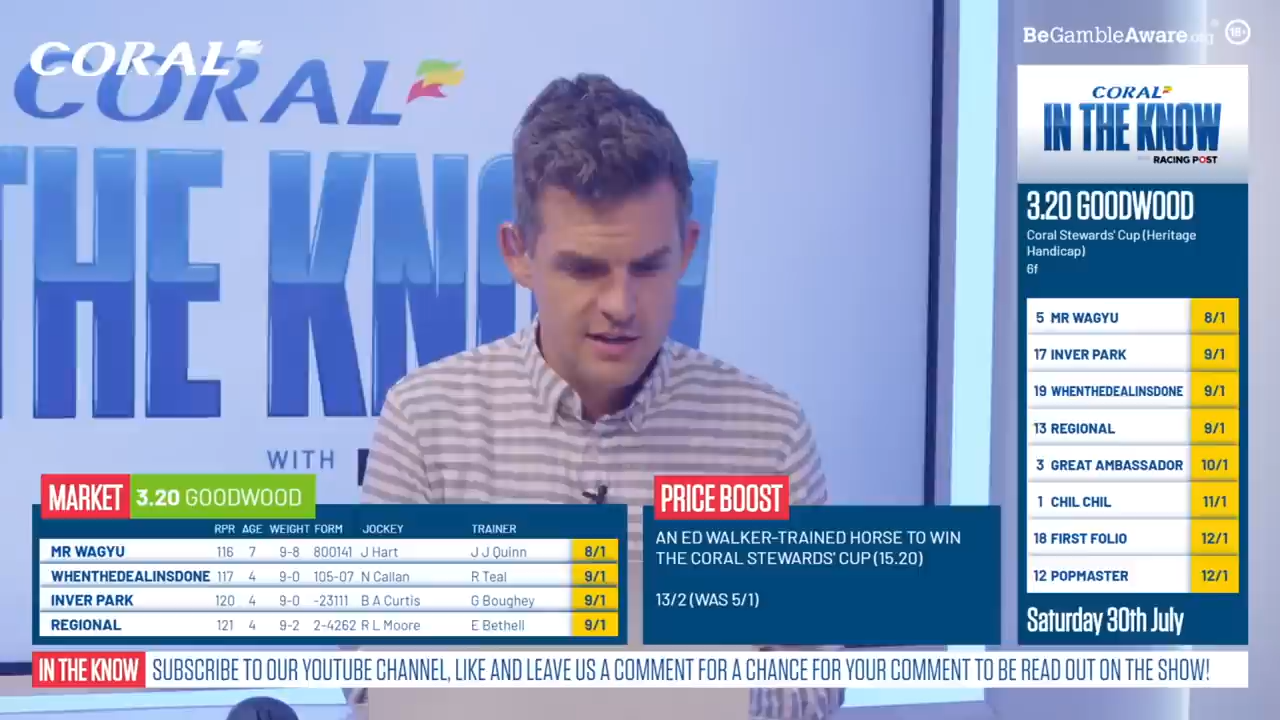 CORAL
CORAL
THE KNOW
WITH
BeGambleAware.org 18+
CORAL
IN THE KNOW
WITH RACING POST
3.20 GOODWOOD
Coral Stewards' Cup (Heritage
Handicap)
6f
5 MR WAGYU 8/1
17 INVER PARK 9/1
19 WHENTHEDEALINSDONE 9/1
13 REGIONAL 9/1
3 GREAT AMBASSADOR 10/1
1 CHIL CHIL 11/1
18 FIRST FOLIO 12/1
12 POPMASTER 12/1
Saturday 30th July
MARKET 3.20 GOODWOOD
RPR AGE WEIGHT FORM JOCKEY TRAINER
MR WAGYU 116 7 9-8 800141 J Hart J J Quinn 8/1
WHENTHEDEALINSDONE 117 4 9-0 105-07 N Callan R Teal 9/1
INVER PARK 120 4 9-0 -23111 B A Curtis G Boughey 9/1
REGIONAL 121 4 9-2 2-4262 R L Moore E Bethell 9/1
PRICE BOOST
AN ED WALKER-TRAINED HORSE TO WIN
THE CORAL STEWARDS' CUP (15.20)
13/2 (WAS 5/1)
IN THE KNOW SUBSCRIBE TO OUR YOUTUBE CHANNEL, LIKE AND LEAVE US A COMMENT FOR A CHANCE FOR YOUR COMMENT TO BE READ OUT ON THE SHOW!